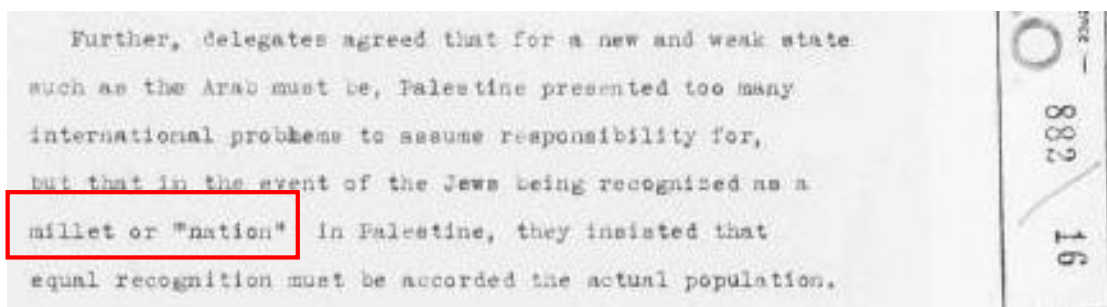 Further, delegates agreed that for a new and weak state
such as the Arab must be, Palestine presented too many
international problems to assume responsibility for,
but that in the event of the Jews being recognized as a
millet or "nation" in Palestine, they insisted that
equal recognition must be accorded the actual population.
ence —
O
882
16